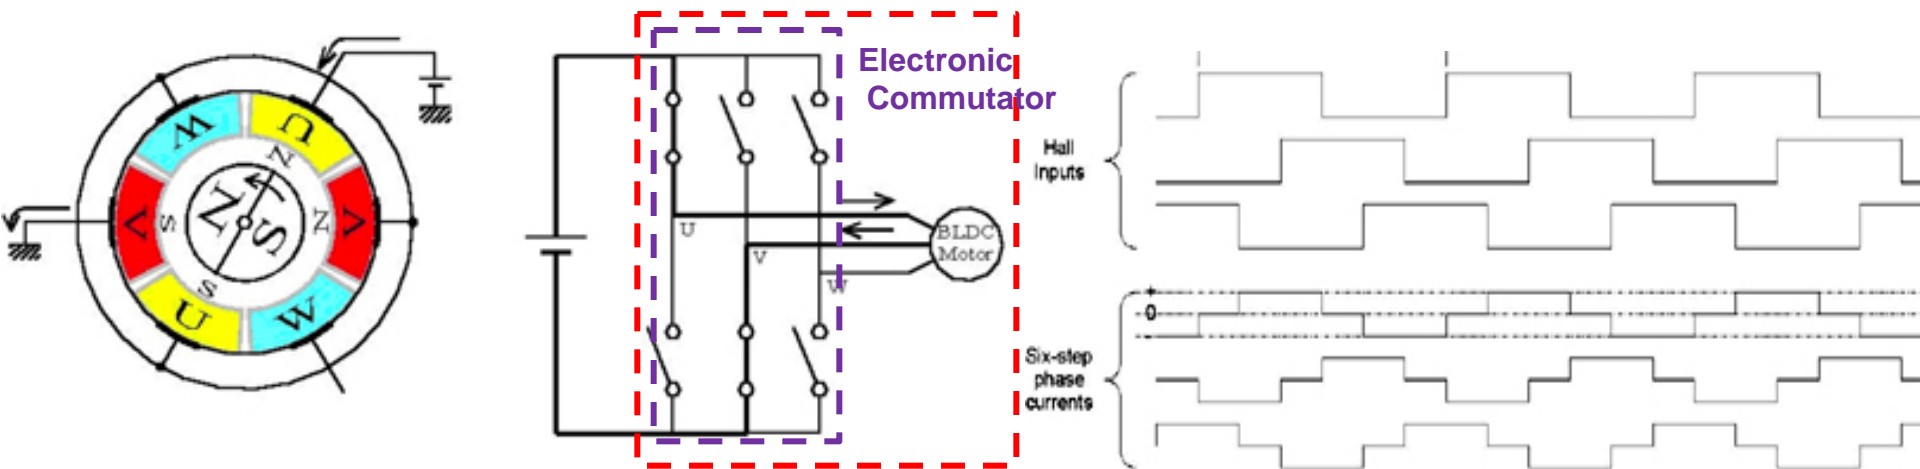 W
U
N
V
S
N
S
Z
V
S
U
W
Electronic
Commutator
U
V
W
BLDC
Motor
Hall
Inputs
+
0
-
Six-step
phase
currents